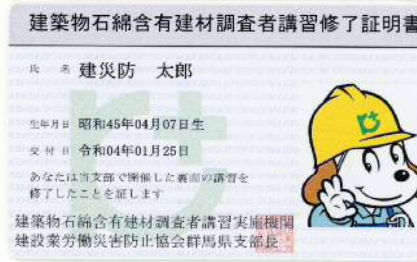 建築物石綿含有建材調査者講習修了証明書
氏 名 建災防 太郎
生年月日 昭和45年04月07日生
交付日 令和04年01月25日
あなたは当支部で開催した裏面の講習を
修了したことを証します
建築物石綿含有建材調査者講習実施機関
建設業労働災害防止協会群馬県支部長